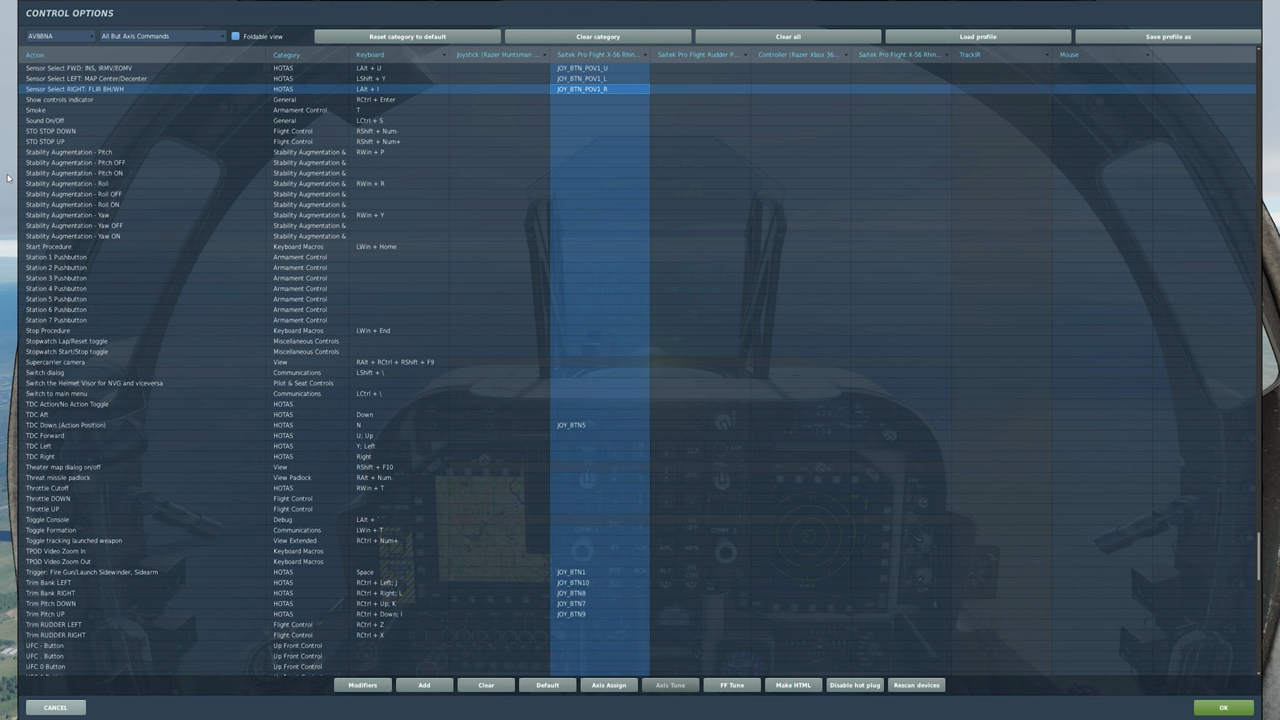 CONTROL OPTIONS
AV8BNA All But Axis Commands Foldable view Reset category to default Clear category Clear all Load profile Save profile as
Action Category Keyboard Joystick (Razer Huntsman ... Saitek Pro Flight X-56 Rhin... Saitek Pro Flight Rudder P... Controller (Razer Xbox 36... Saitek Pro Flight X-56 Rhin... TrackIR Mouse
Sensor Select FWD: INS, IRMV/EOMV HOTAS LAlt + U JOY_BTN_POV1_U
Sensor Select LEFT: MAP Center/Decenter HOTAS LShift + Y JOY_BTN_POV1_L
Sensor Select RIGHT: FLIR BH/WH HOTAS LAlt + I JOY_BTN_POV1_R
Show controls indicator General RCtrl + Enter
Smoke Armament Control T
Sound On/Off General LCtrl + S
STO STOP DOWN Flight Control RShift + Num-
STO STOP UP Flight Control RShift + Num+
Stability Augmentation - Pitch Stability Augmentation & RWin + P
Stability Augmentation - Pitch OFF Stability Augmentation &
Stability Augmentation - Pitch ON Stability Augmentation &
Stability Augmentation - Roll Stability Augmentation & RWin + R
Stability Augmentation - Roll OFF Stability Augmentation &
Stability Augmentation - Roll ON Stability Augmentation &
Stability Augmentation - Yaw Stability Augmentation & RWin + Y
Stability Augmentation - Yaw OFF Stability Augmentation &
Stability Augmentation - Yaw ON Stability Augmentation &
Start Procedure Keyboard Macros LWin + Home
Station 1 Pushbutton Armament Control
Station 2 Pushbutton Armament Control
Station 3 Pushbutton Armament Control
Station 4 Pushbutton Armament Control
Station 5 Pushbutton Armament Control
Station 6 Pushbutton Armament Control
Station 7 Pushbutton Armament Control
Stop Procedure Keyboard Macros LWin + End
Stopwatch Lap/Reset toggle Miscellaneous Controls
Stopwatch Start/Stop toggle Miscellaneous Controls
Supercarrier camera View RAlt + RCtrl + RShift + F9
Switch dialog Communications LShift + \
Switch the Helmet Visor for NVG and viceversa Pilot & Seat Controls
Switch to main menu Communications LCtrl + \
TDC Action/No Action Toggle HOTAS
TDC Aft HOTAS Down
TDC Down (Action Position) HOTAS N JOY_BTN5
TDC Forward HOTAS U; Up
TDC Left HOTAS Y; Left
TDC Right HOTAS Right
Theater map dialog on/off View RShift + F10
Threat missile padlock View Padlock RAlt + Num.
Throttle Cutoff HOTAS RWin + T
Throttle DOWN Flight Control
Throttle UP Flight Control
Toggle Console Debug LAlt +
Toggle Formation Communications LWin + T
Toggle tracking launched weapon View Extended RCtrl + Num+
TPOD Video Zoom In Keyboard Macros
TPOD Video Zoom Out Keyboard Macros
Trigger: Fire Gun/Launch Sidewinder, Sidearm HOTAS Space JOY_BTN1
Trim Bank LEFT HOTAS RCtrl + Left; J JOY_BTN10
Trim Bank RIGHT HOTAS RCtrl + Right; L JOY_BTN8
Trim Pitch DOWN HOTAS RCtrl + Up; K JOY_BTN7
Trim Pitch UP HOTAS RCtrl + Down; I JOY_BTN9
Trim RUDDER LEFT Flight Control RCtrl + Z
Trim RUDDER RIGHT Flight Control RCtrl + X
UFC - Button Up Front Control
UFC . Button Up Front Control
UFC 0 Button Up Front Control
Modifiers Add Clear Default Axis Assign Axis Tune FF Tune Make HTML Disable hot plug Rescan devices
CANCEL OK